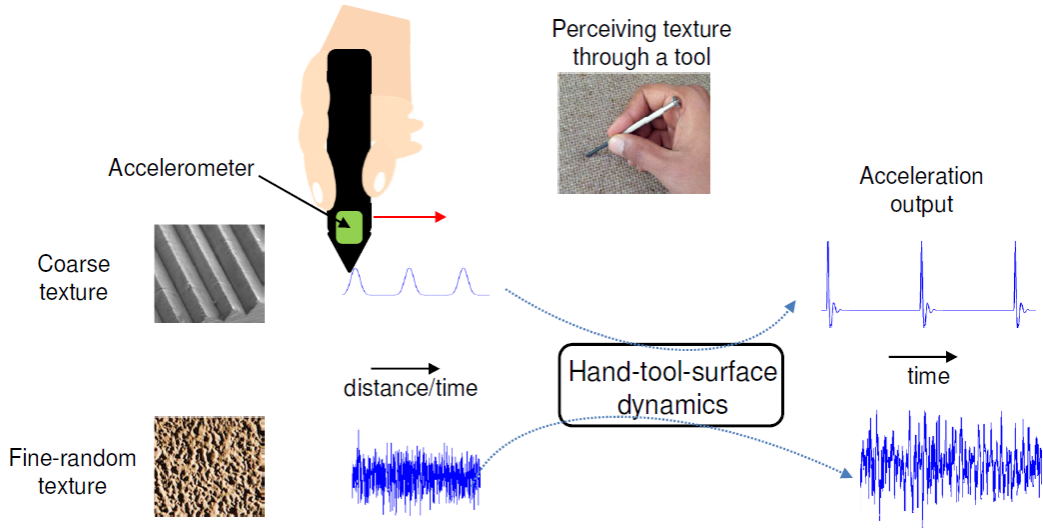 Perceiving texture
through a tool
Accelerometer
Acceleration
output
Coarse
texture
distance/time
Hand-tool-surface
dynamics
time
Fine-random
texture